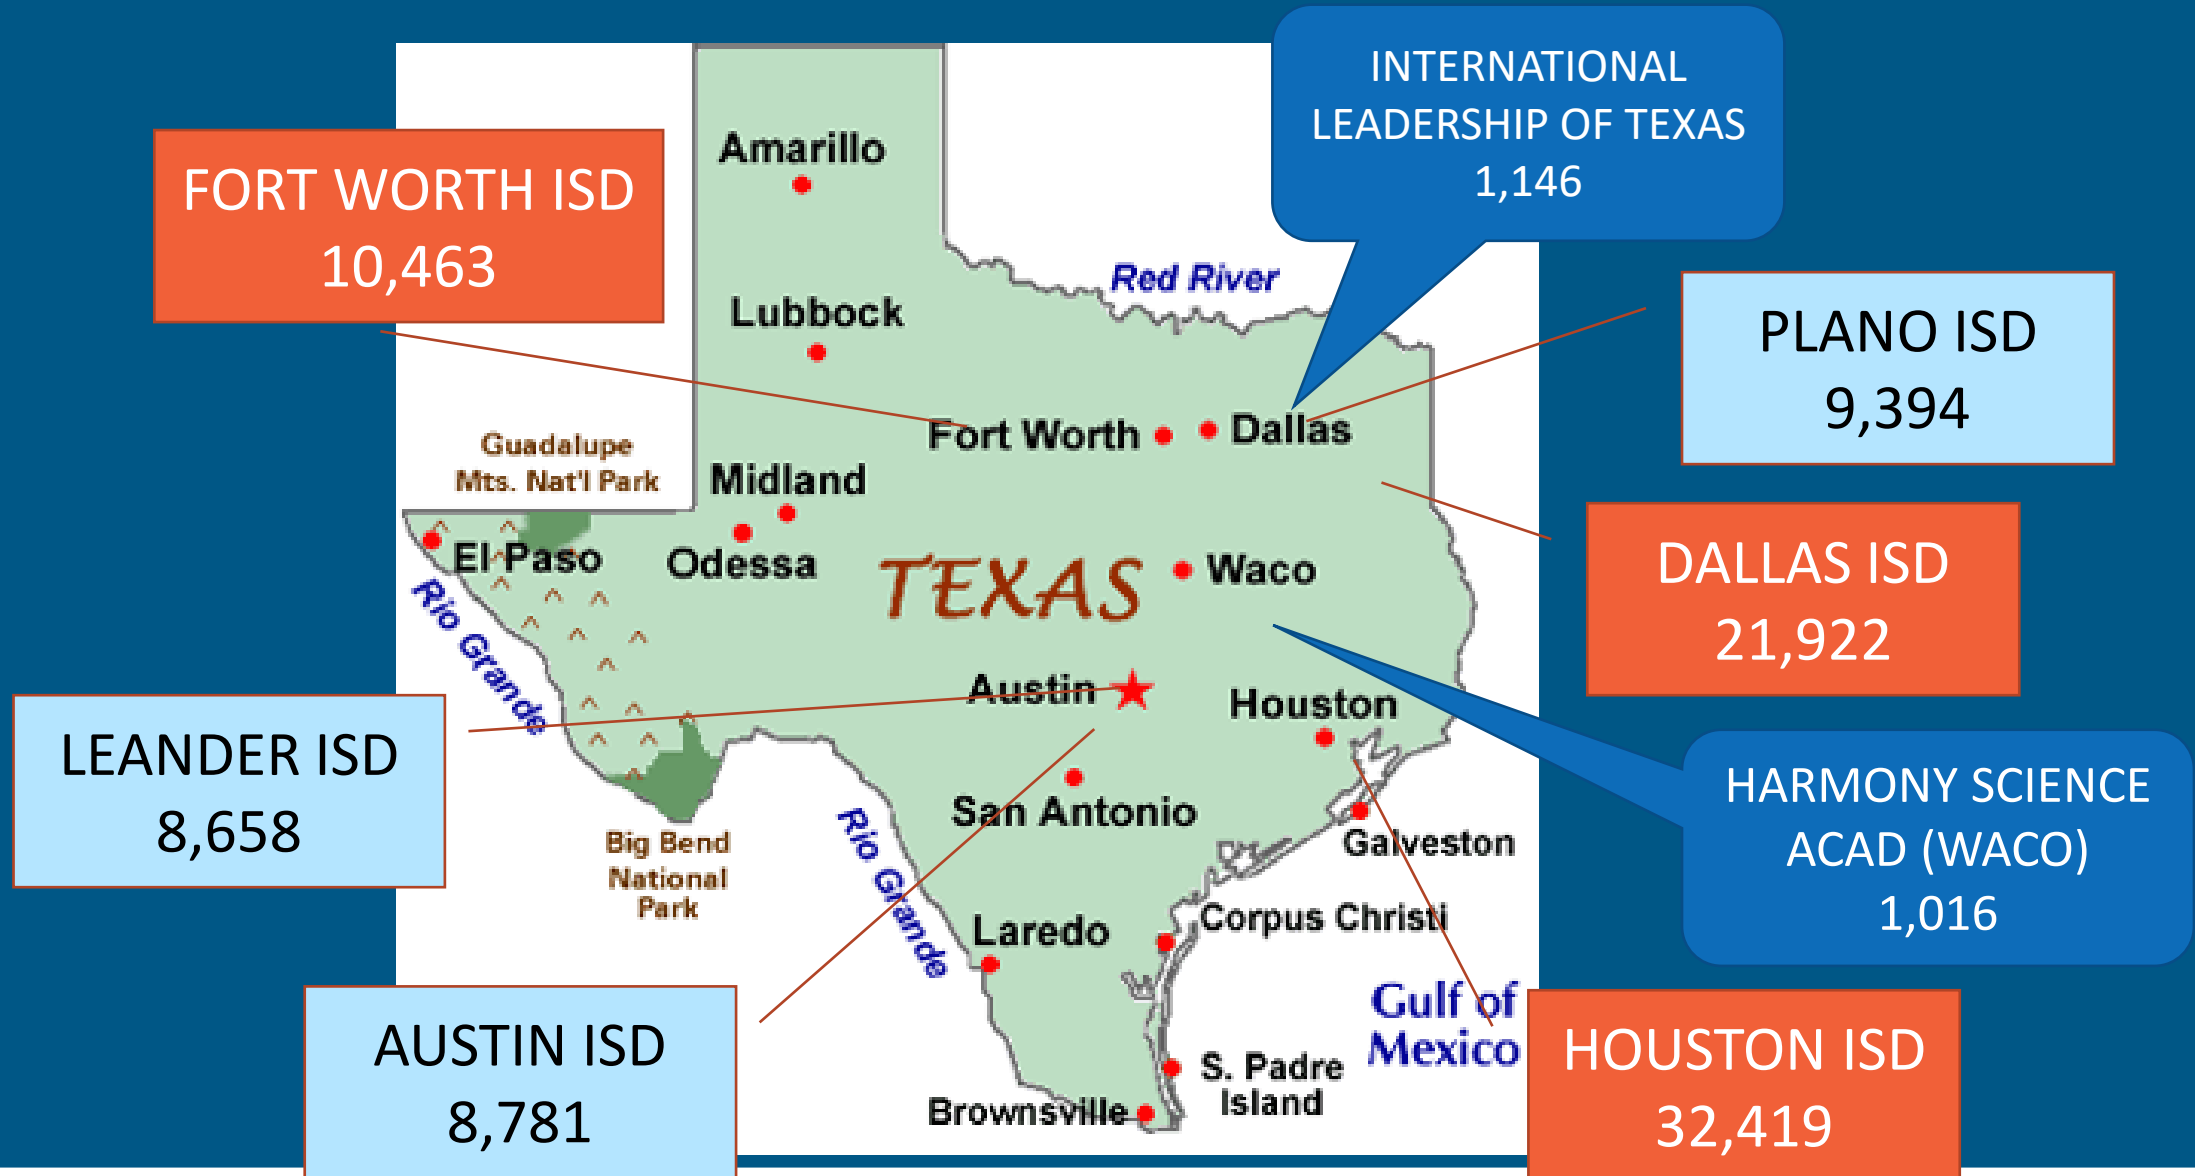 INTERNATIONAL
LEADERSHIP OF TEXAS
1,146
FORT WORTH ISD
10,463
Amarillo
Red River
Lubbock
PLANO ISD
9,394
Fort Worth
Dallas
Guadalupe
Mts. Nat'l Park
Midland
Odessa
El Paso
TEXAS
Waco
DALLAS ISD
21,922
Rio Grande
Austin
Houston
LEANDER ISD
8,658
San Antonio
Galveston
HARMONY SCIENCE
ACAD (WACO)
1,016
Big Bend
National
Park
Rio Grande
Laredo
Corpus Christi
Gulf of
Mexico
AUSTIN ISD
8,781
S. Padre
Island
Brownsville
HOUSTON ISD
32,419